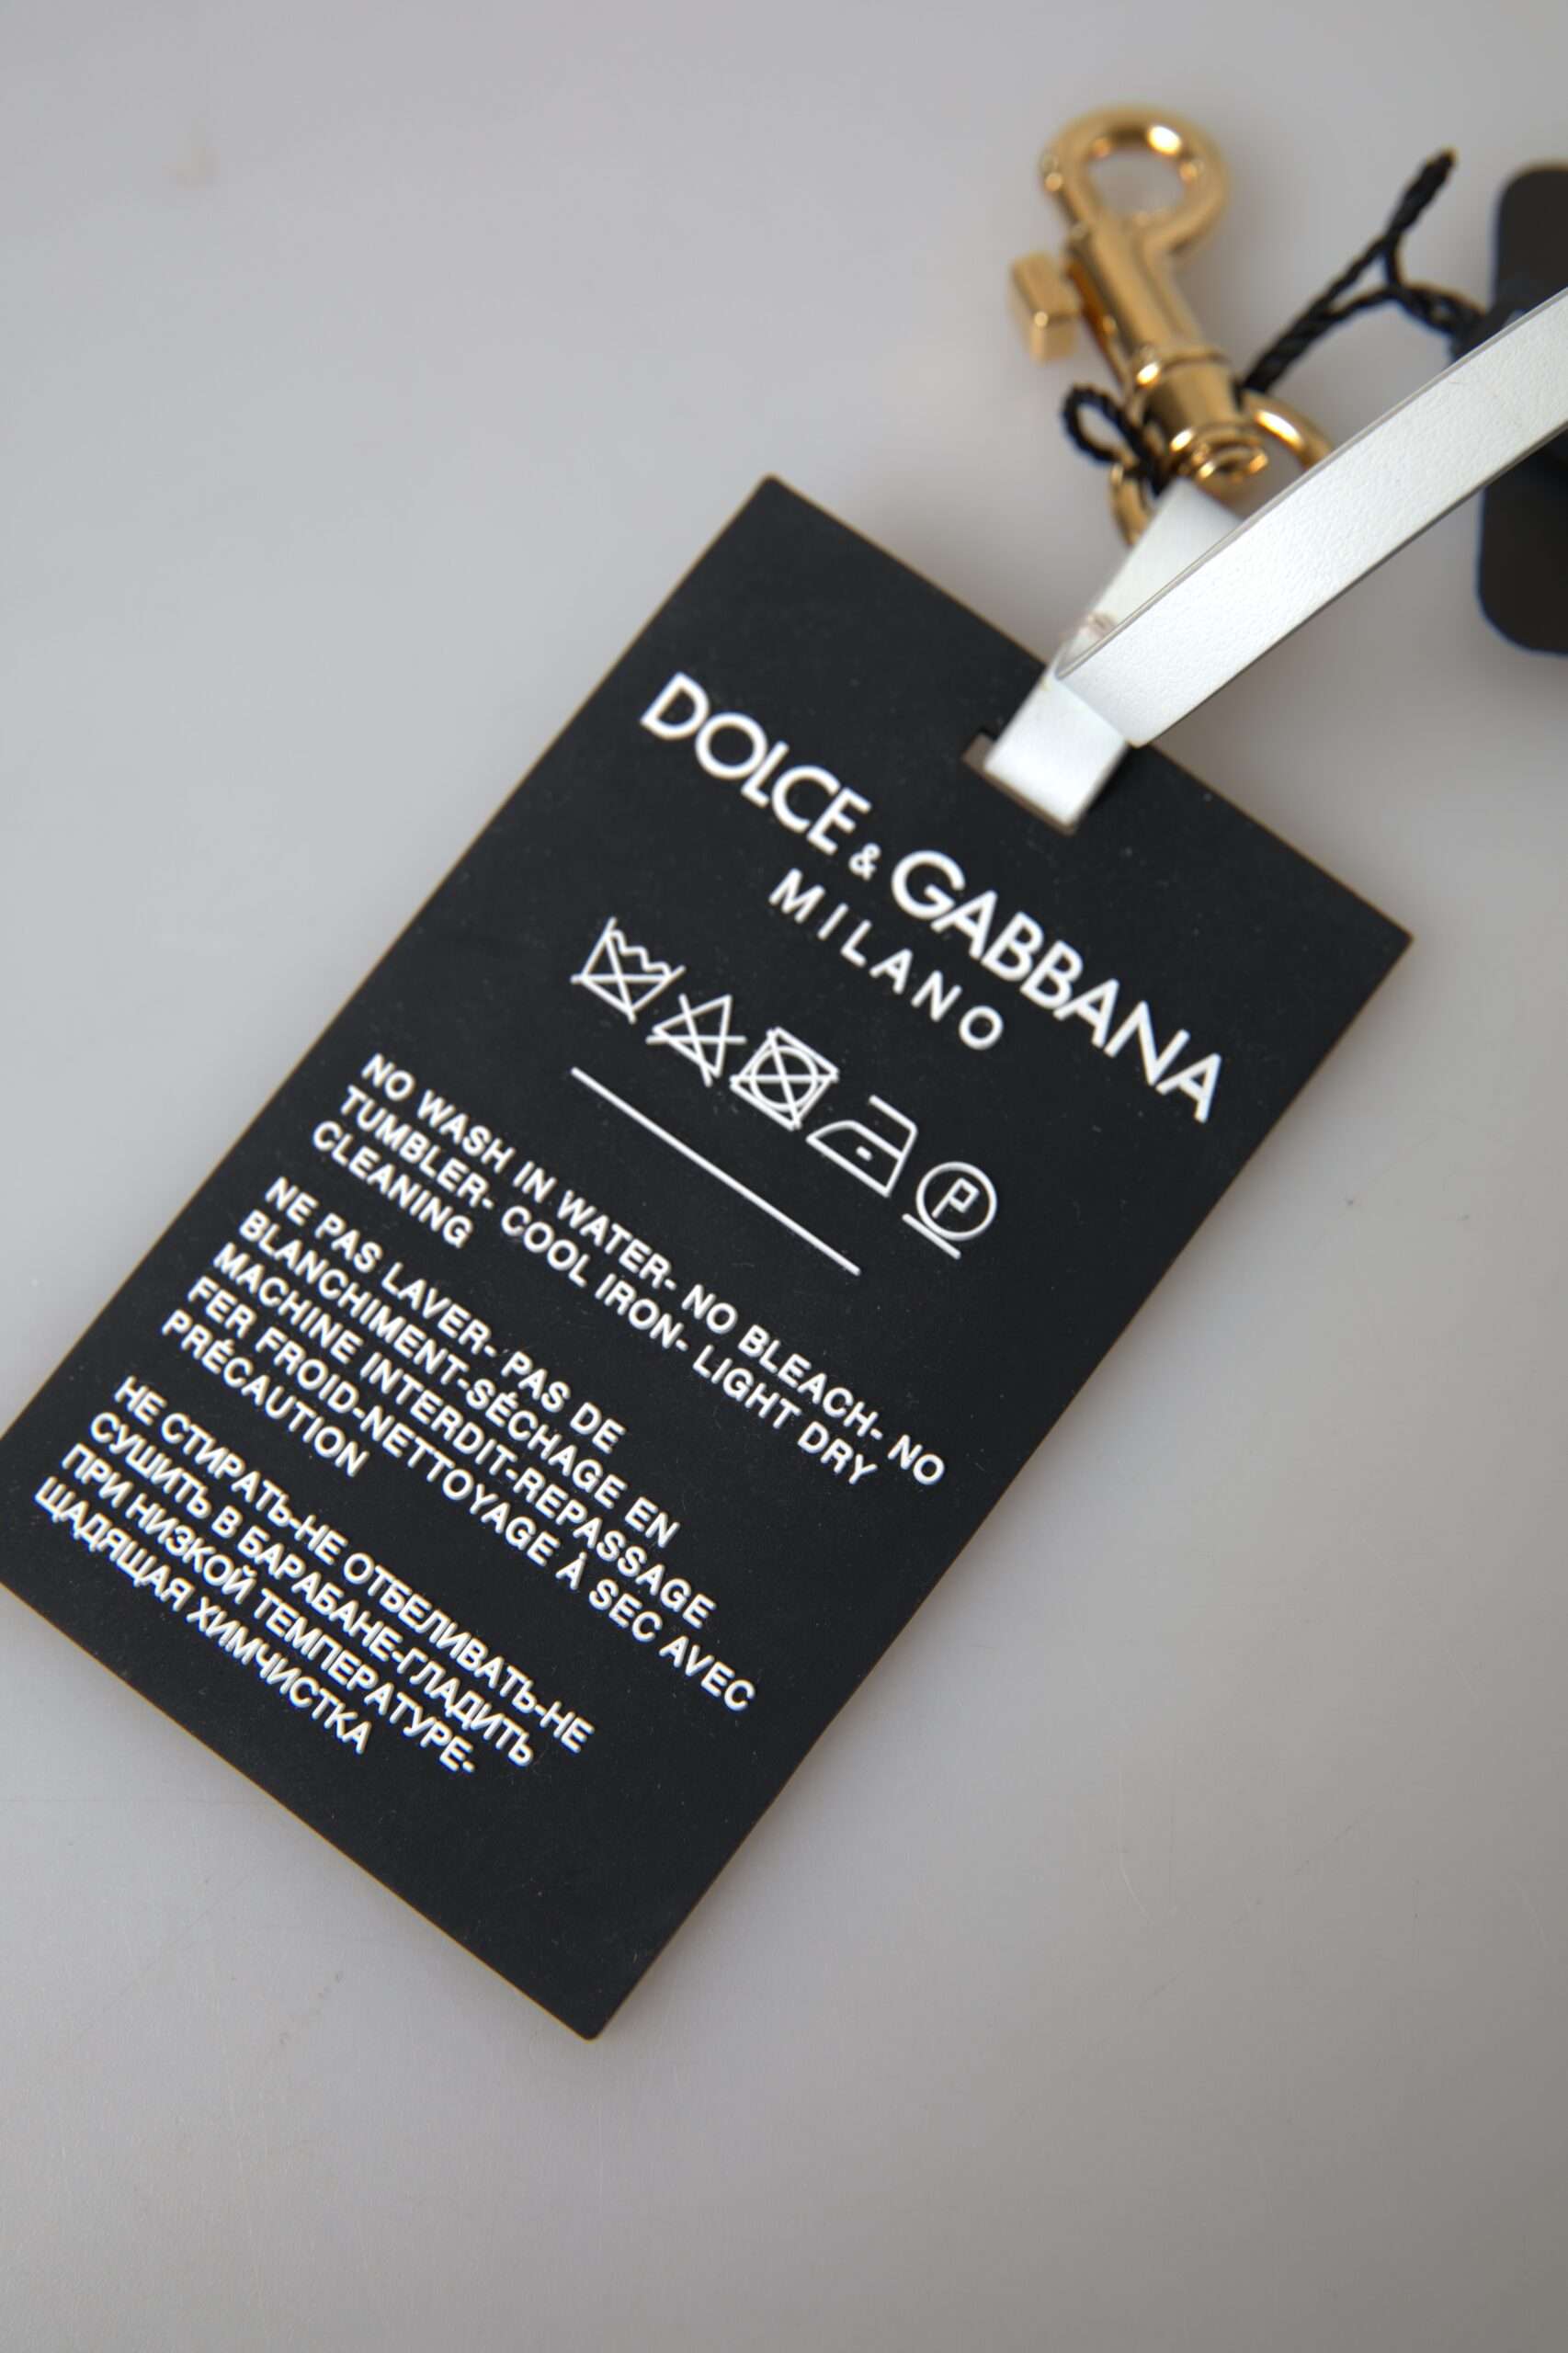 DOLCE & GABBANA
MILANO
P
NO WASH IN WATER- NO BLEACH- NO
TUMBLER- COOL IRON- LIGHT DRY
CLEANING
NE PAS LAVER- PAS DE
BLANCHIMENT-SÉCHAGE EN
MACHINE INTERDIT-REPASSAGE
FER FROID-NETTOYAGE À SEC AVEC
PRÉCAUTION
НЕ СТИРАТЬ-НЕ ОТБЕЛИВАТЬ-НЕ
СУШИТЬ В БАРАБАНЕ-ГЛАДИТЬ
ПРИ НИЗКОЙ ТЕМПЕРАТУРЕ-
ЩАДЯЩАЯ ХИМЧИСТКА